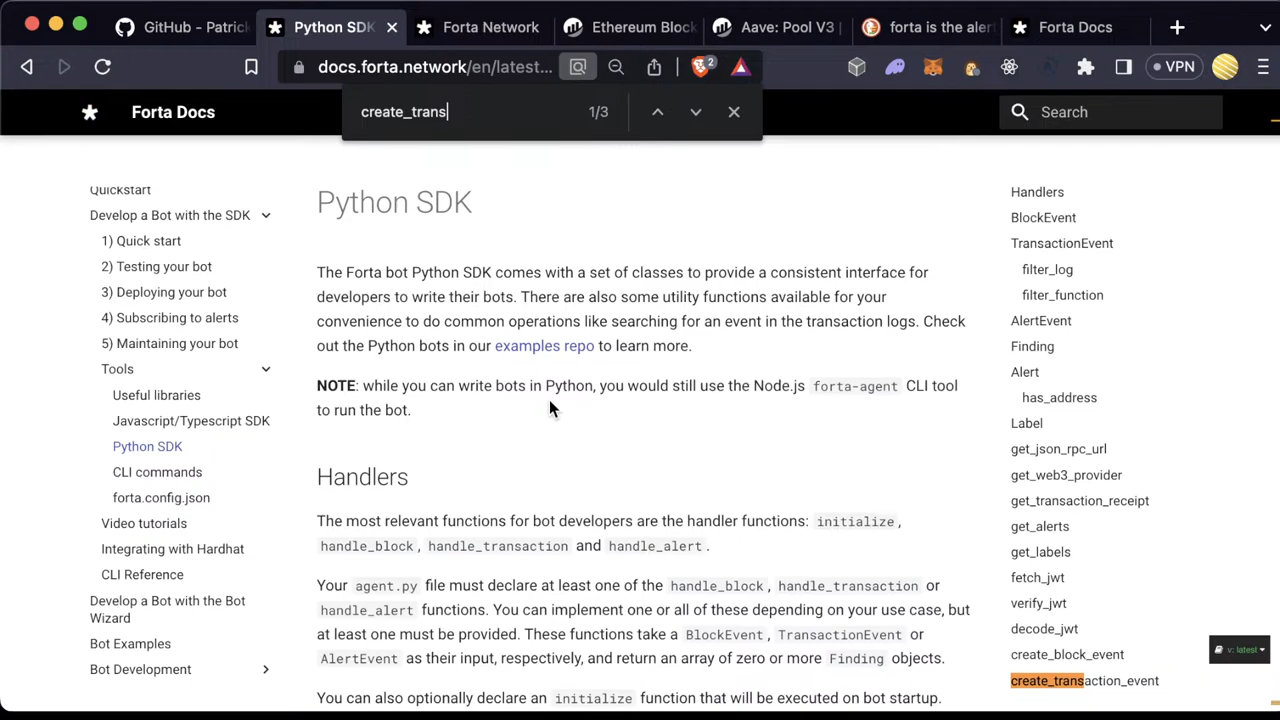 GitHub - Patrick
Python SDK
Forta Network
Ethereum Block
Aave: Pool V3
forta is the alert
Forta Docs
docs.forta.network/en/latest...
2
VPN
Forta Docs
create_trans
1/3
Search
Quickstart
Develop a Bot with the SDK
1) Quick start
2) Testing your bot
3) Deploying your bot
4) Subscribing to alerts
5) Maintaining your bot
Tools
Useful libraries
Javascript/Typescript SDK
Python SDK
CLI commands
forta.config.json
Video tutorials
Integrating with Hardhat
CLI Reference
Develop a Bot with the Bot
Wizard
Bot Examples
Bot Development
Python SDK
The Forta bot Python SDK comes with a set of classes to provide a consistent interface for
developers to write their bots. There are also some utility functions available for your
convenience to do common operations like searching for an event in the transaction logs. Check
out the Python bots in our examples repo to learn more.
NOTE: while you can write bots in Python, you would still use the Node.js forta-agent CLI tool
to run the bot.
Handlers
The most relevant functions for bot developers are the handler functions: initialize,
handle_block, handle_transaction and handle_alert.
Your agent.py file must declare at least one of the handle_block, handle_transaction or
handle_alert functions. You can implement one or all of these depending on your use case, but
at least one must be provided. These functions take a BlockEvent, TransactionEvent or
AlertEvent as their input, respectively, and return an array of zero or more Finding objects.
You can also optionally declare an initialize function that will be executed on bot startup.
Handlers
BlockEvent
TransactionEvent
filter_log
filter_function
AlertEvent
Finding
Alert
has_address
Label
get_json_rpc_url
get_web3_provider
get_transaction_receipt
get_alerts
get_labels
fetch_jwt
verify_jwt
decode_jwt
create_block_event
create_transaction_event
v: latest